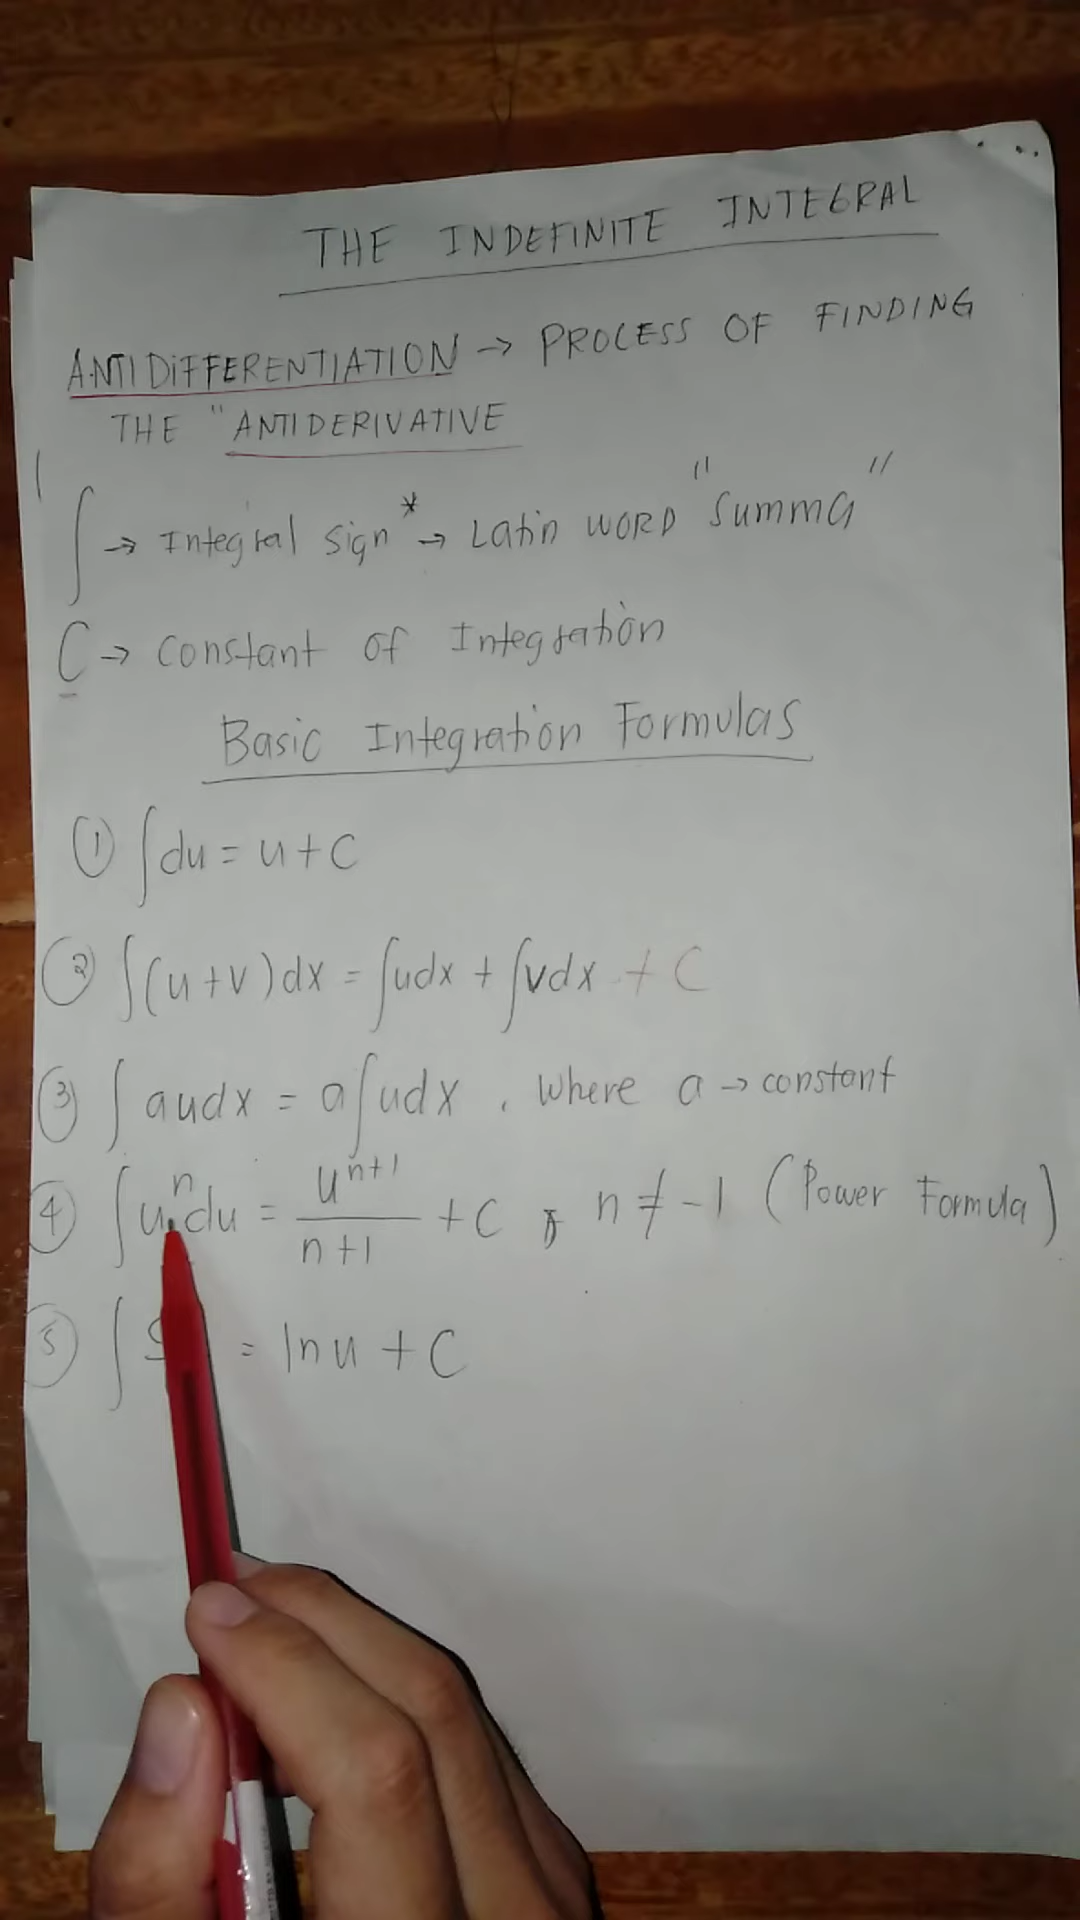 THE INDEFINITE INTEGRAL
ANTIDIFFERENTIATION → PROCESS OF FINDING
THE "ANTIDERIVATIVE
∫ → Integral sign* → Latin WORD "Summa"
C → constant of Integration
Basic Integration Formulas
① ∫du = u + C
② ∫(u+v)dx = ∫udx + ∫vdx + C
③ ∫audx = a∫udx , where a → constant
④ ∫uⁿdu = uⁿ⁺¹/n+1 + C , n ≠ -1 (Power Formula)
⑤ ∫ = ln u + C